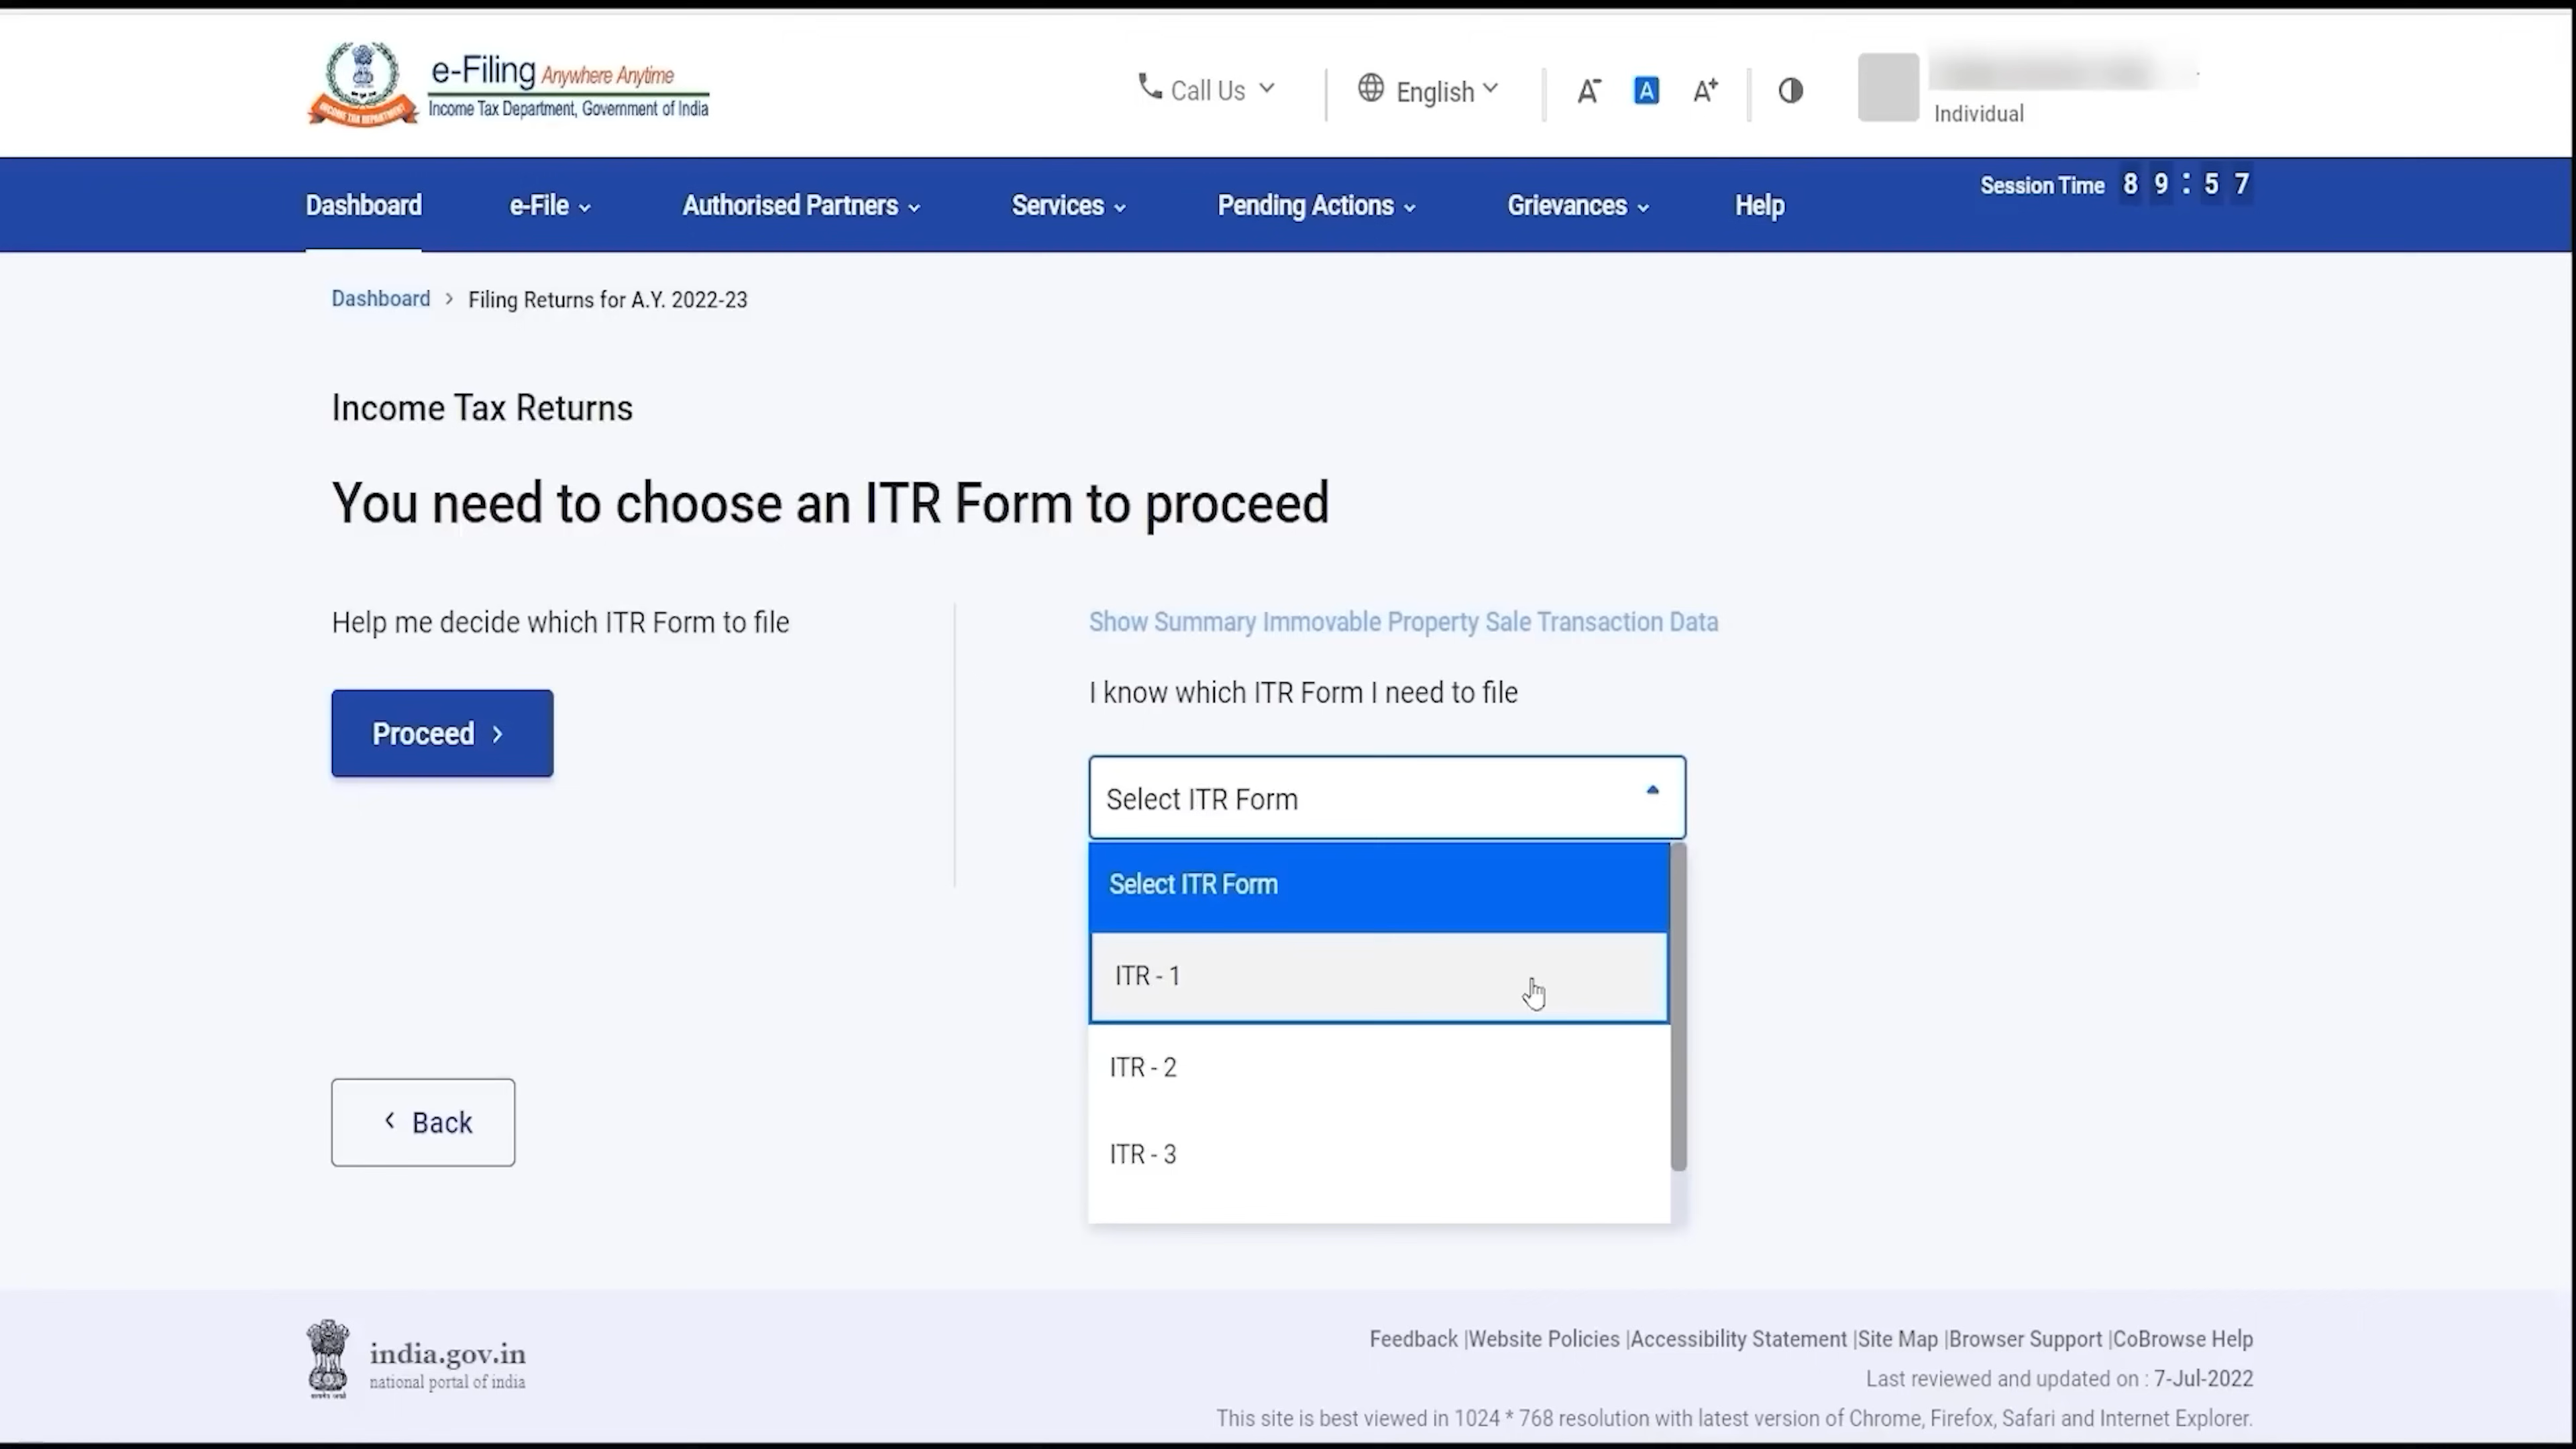 e-Filing Anywhere Anytime
Income Tax Department, Government of India
INCOME TAX DEPARTMENT
Call Us
English
A-
A
A+
Individual
Dashboard e-File Authorised Partners Services Pending Actions Grievances Help
Session Time 89:57
Dashboard > Filing Returns for A.Y. 2022-23
Income Tax Returns
You need to choose an ITR Form to proceed
Help me decide which ITR Form to file
Proceed >
Show Summary Immovable Property Sale Transaction Data
I know which ITR Form I need to file
Select ITR Form
Select ITR Form
ITR - 1
ITR - 2
ITR - 3
< Back
india.gov.in
national portal of india
Feedback |Website Policies |Accessibility Statement |Site Map |Browser Support |CoBrowse Help
Last reviewed and updated on : 7-Jul-2022
This site is best viewed in 1024 * 768 resolution with latest version of Chrome, Firefox, Safari and Internet Explorer.